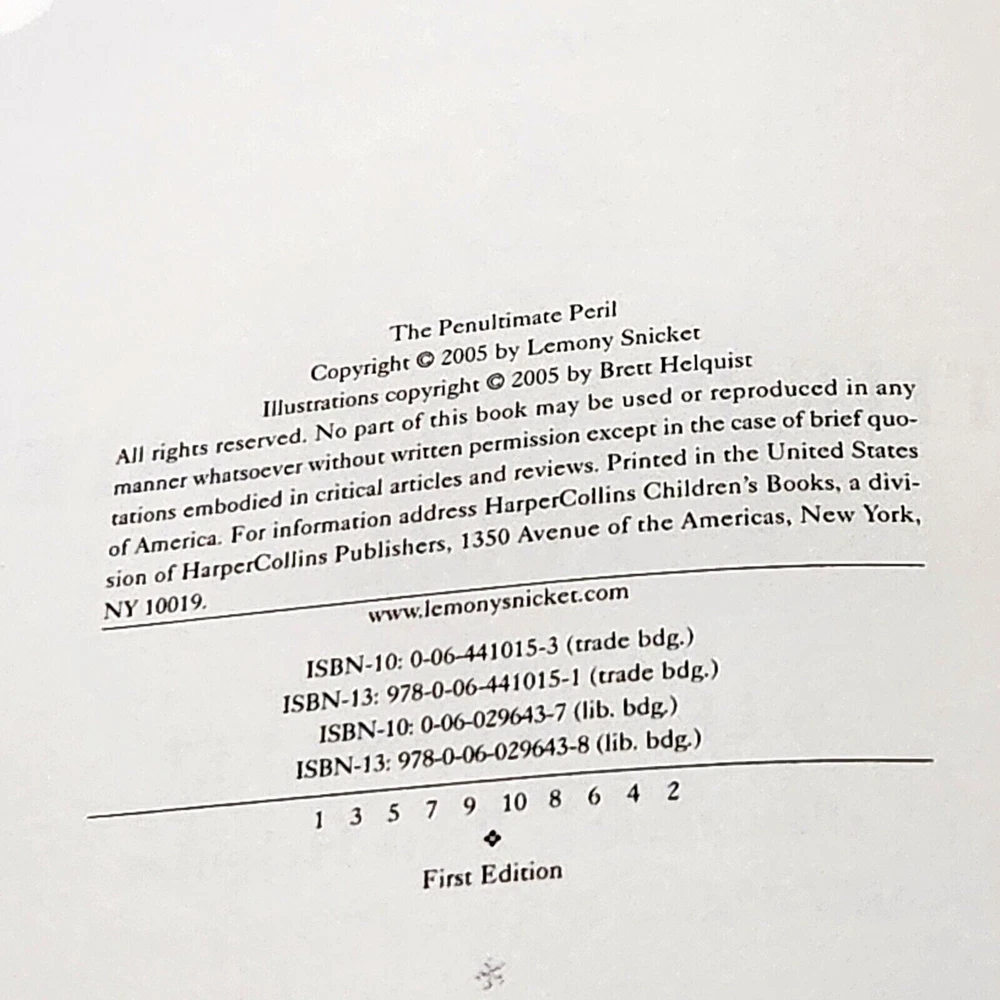 The Penultimate Peril
Copyright © 2005 by Lemony Snicket
Illustrations copyright © 2005 by Brett Helquist
All rights reserved. No part of this book may be used or reproduced in any
manner whatsoever without written permission except in the case of brief quo-
tations embodied in critical articles and reviews. Printed in the United States
of America. For information address HarperCollins Children's Books, a divi-
sion of HarperCollins Publishers, 1350 Avenue of the Americas, New York,
NY 10019.
www.lemonysnicket.com
ISBN-10: 0-06-441015-3 (trade bdg.)
ISBN-13: 978-0-06-441015-1 (trade bdg.)
ISBN-10: 0-06-029643-7 (lib. bdg.)
ISBN-13: 978-0-06-029643-8 (lib. bdg.)
1 3 5 7 9 10 8 6 4 2
First Edition